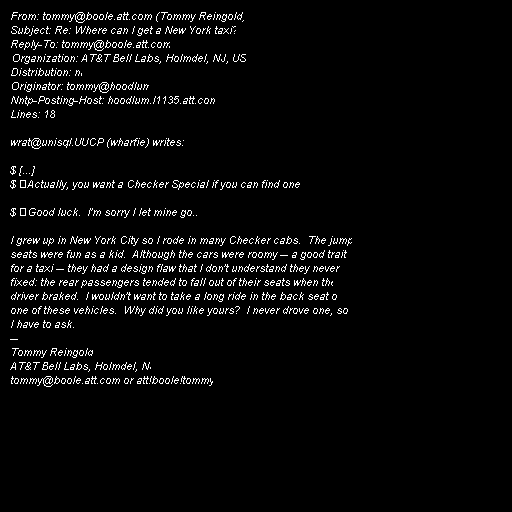 From: tommy@boole.att.com (Tommy Reingold)
Subject: Re: Where can I get a New York taxi?
Reply-To: tommy@boole.att.com
Organization: AT&T Bell Labs, Holmdel, NJ, US
Distribution: n
Originator: tommy@hoodlum
Nntp-Posting-Host: hoodlum.l1135.att.com
Lines: 18
wrat@unisql.UUCP (wharfie) writes:
$ [...]
$ Actually, you want a Checker Special if you can find one
$ Good luck. I'm sorry I let mine go..
I grew up in New York City so I rode in many Checker cabs. The jump
seats were fun as a kid. Although the cars were roomy — a good trait
for a taxi — they had a design flaw that I don't understand they never
fixed: the rear passengers tended to fall out of their seats when the
driver braked. I wouldn't want to take a long ride in the back seat o
one of these vehicles. Why did you like yours? I never drove one, so
I have to ask.
—
Tommy Reingold
AT&T Bell Labs, Holmdel, N
tommy@boole.att.com or att!boole!tommy